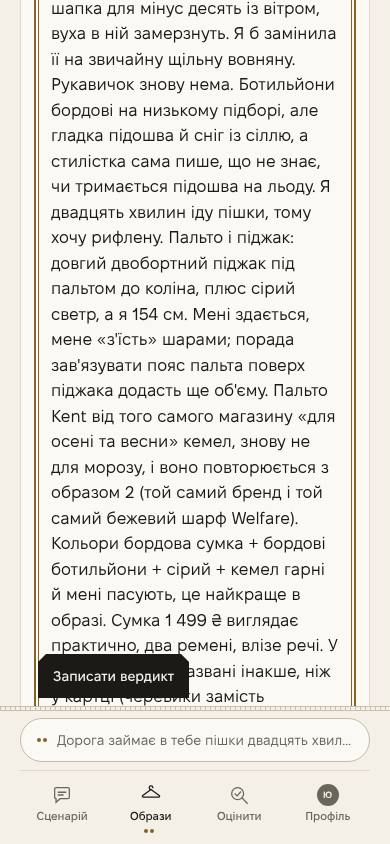 шапка для мінус десять із вітром,
вуха в ній замерзнуть. Я б замінила
її на звичайну щільну вовняну.
Рукавичок знову нема. Ботильйони
бордові на низькому підборі, але
гладка підошва й сніг із сіллю, а
стилістка сама пише, що не знає,
чи тримається підошва на льоду. Я
двадцять хвилин іду пішки, тому
хочу рифлену. Пальто і піджак:
довгий двобортний піджак під
пальтом до коліна, плюс сірий
светр, а я 154 см. Мені здається,
мене «з'їсть» шарами; порада
зав'язувати пояс пальта поверх
піджака додасть ще об'єму. Пальто
Kent від того самого магазину «для
осені та весни» кемел, знову не
для морозу, і воно повторюється з
образом 2 (той самий бренд і той
самий бежевий шарф Welfare).
Кольори бордова сумка + бордові
ботильйони + сірий + кемел гарні
й мені пасують, це найкраще в
образі. Сумка 1 499 ₴ виглядає
практично, два ремені, влізе речі. У
азвані інакше, ніж
у картці (черевики замість
Записати вердикт
Дорога займає в тебе пішки двадцять хвил...
Сценарій
Образи
Оцінити
Ю
Профіль